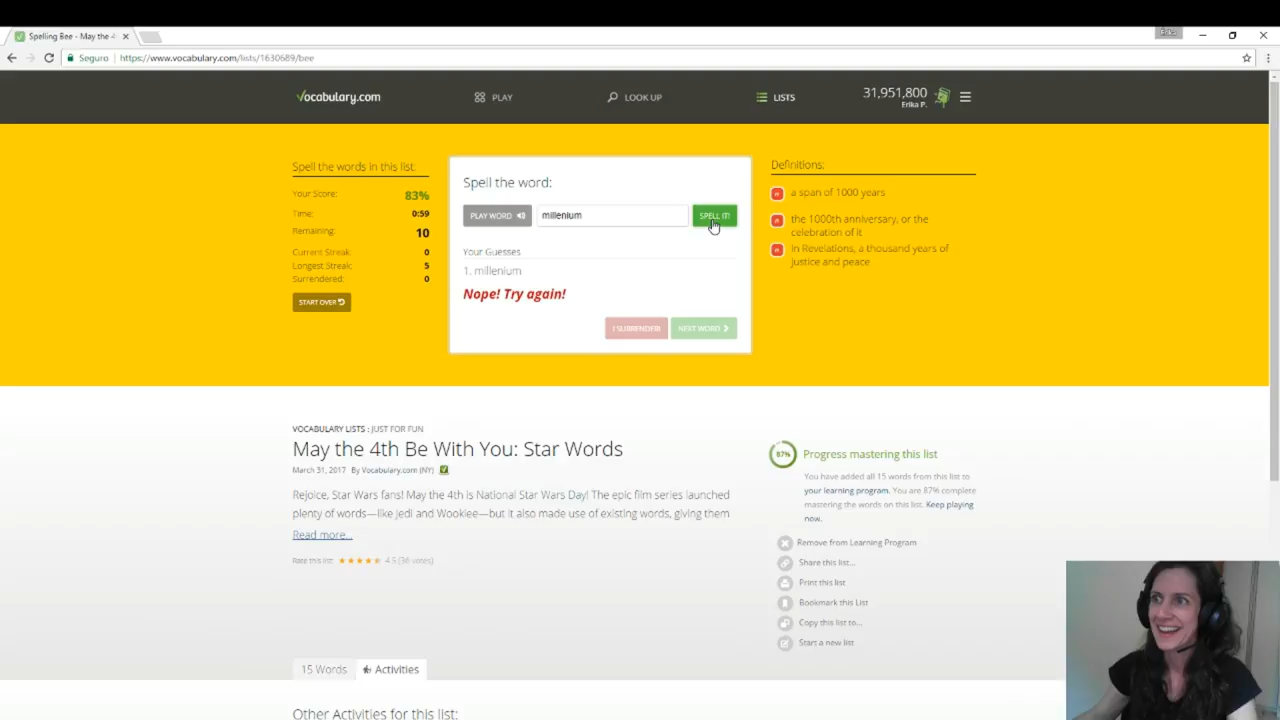 Spelling Bee - May the 4
Erika
Seguro
https://www.vocabulary.com/lists/1630689/bee
Vocabulary.com
PLAY
LOOK UP
LISTS
31,951,800
Erika P.
Spell the words in this list:
Your Score: 83%
Time: 0:59
Remaining: 10
Current Streak: 0
Longest Streak: 5
Surrendered: 0
START OVER
Spell the word:
PLAY WORD
millenium
SPELL IT!
Your Guesses
1. millenium
Nope! Try again!
I SURRENDER!
NEXT WORD
Definitions:
n a span of 1000 years
n the 1000th anniversary, or the
celebration of it
n In Revelations, a thousand years of
justice and peace
VOCABULARY LISTS : JUST FOR FUN
May the 4th Be With You: Star Words
March 31, 2017 By Vocabulary.com (NY)
Rejoice, Star Wars fans! May the 4th is National Star Wars Day! The epic film series launched
plenty of words—like Jedi and Wookiee—but it also made use of existing words, giving them
Read more...
Rate this list: 4.5 (36 votes)
87%
Progress mastering this list
You have added all 15 words from this list to
your learning program. You are 87% complete
mastering the words on this list. Keep playing
now.
Remove from Learning Program
Share this list...
Print this list
Bookmark this List
Copy this list to...
Start a new list
15 Words
Activities
Other Activities for this list: